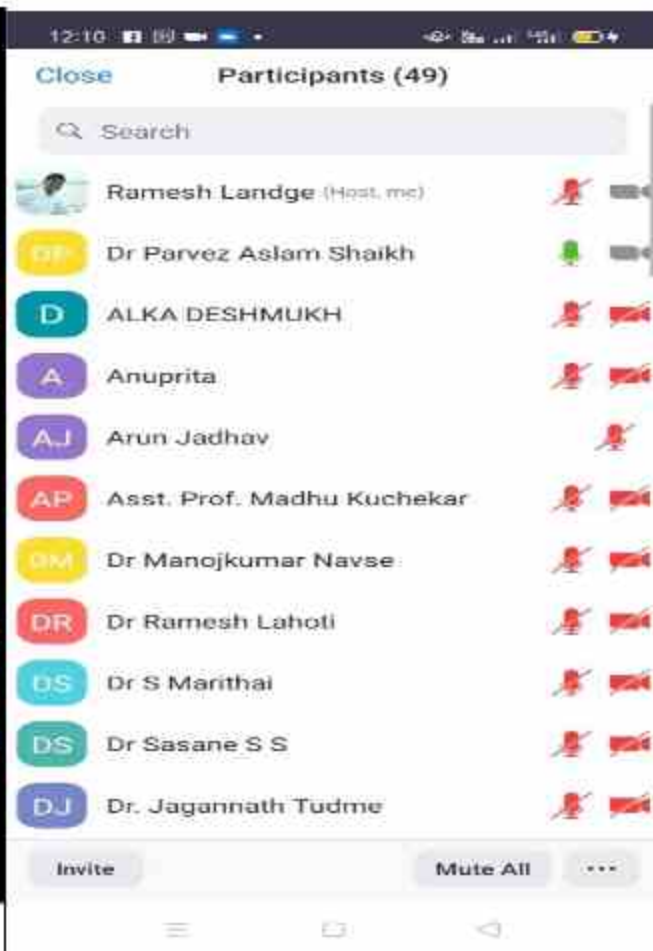 12:10
Close Participants (49)
Search
Ramesh Landge (Host, me)
DP Dr Parvez Aslam Shaikh
D ALKA DESHMUKH
A Anuprita
AJ Arun Jadhav
AP Asst. Prof. Madhu Kuchekar
DM Dr Manojkumar Navse
DR Dr Ramesh Lahoti
DS Dr S Marithai
DS Dr Sasane S S
DJ Dr. Jagannath Tudme
Invite Mute All ...